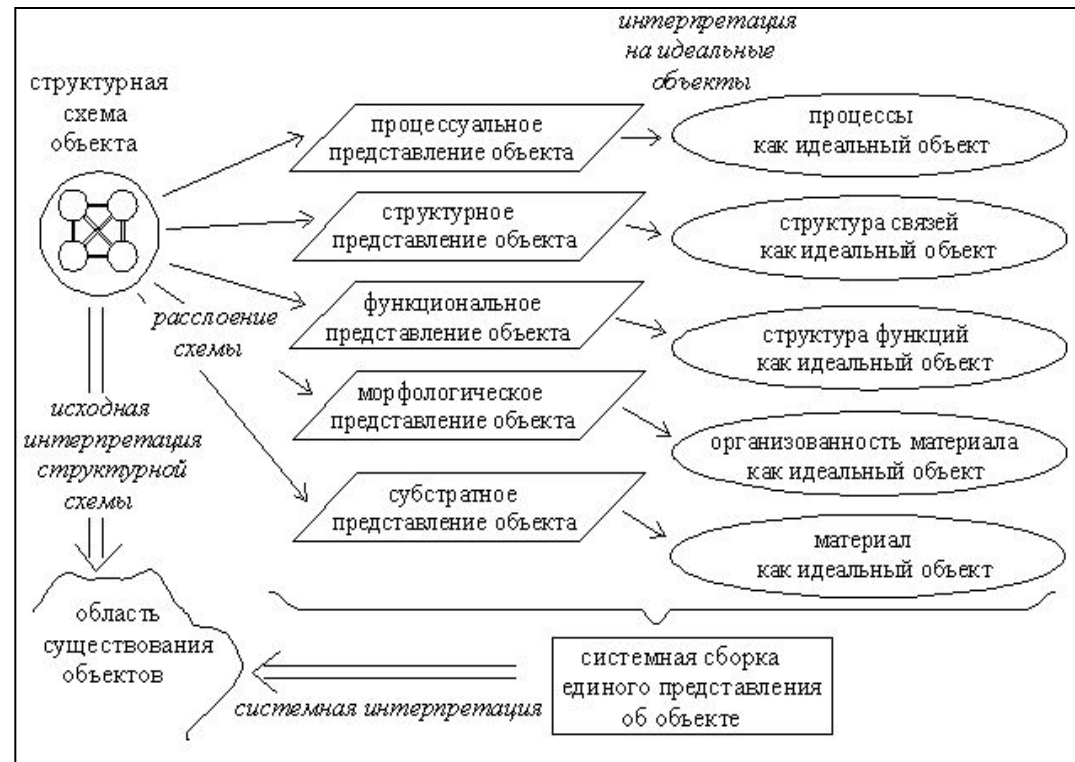 структурная
схема
объекта
интерпретация
на идеальные
объекты
процессуальное
представление объекта
процессы
как идеальный объект
структурное
представление объекта
структура связей
как идеальный объект
функциональное
представление объекта
структура функций
как идеальный объект
расслоение
схемы
морфологическое
представление объекта
организованность материала
как идеальный объект
субстратное
представление объекта
материал
как идеальный объект
исходная
интерпретация
структурной
схемы
область
существования
объектов
системная сборка
единого представления
об объекте
системная интерпретация